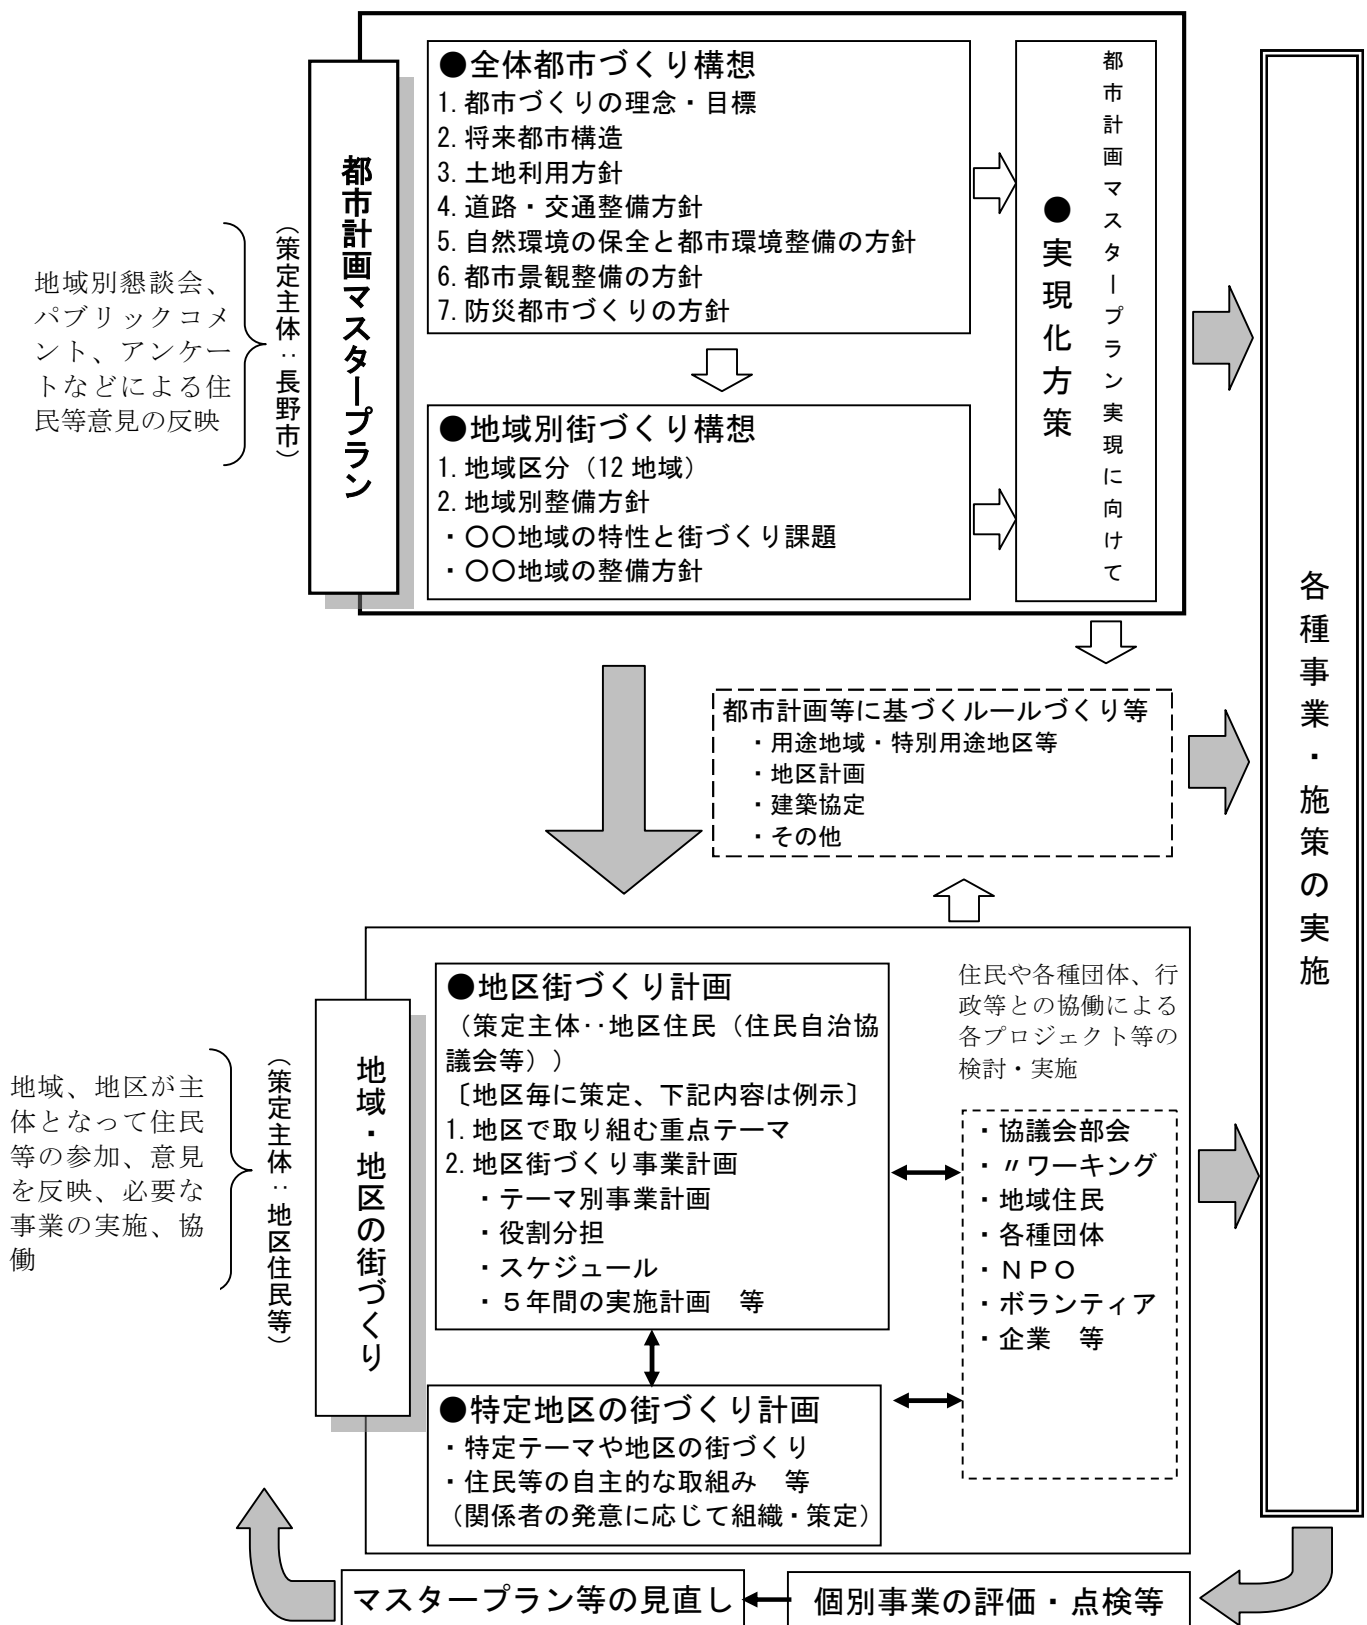 都市計画マスタープラン
（策定主体：長野市）
地域別懇談会、
パブリックコメ
ント、アンケー
トなどによる住
民等意見の反映
●全体都市づくり構想
1. 都市づくりの理念・目標
2. 将来都市構造
3. 土地利用方針
4. 道路・交通整備方針
5. 自然環境の保全と都市環境整備の方針
6. 都市景観整備の方針
7. 防災都市づくりの方針
●地域別街づくり構想
1. 地域区分（12 地域）
2. 地域別整備方針
・〇〇地域の特性と街づくり課題
・〇〇地域の整備方針
都市計画マスタープラン実現に向けて
●実現化方策
各種事業・施策の実施
都市計画等に基づくルールづくり等
・用途地域・特別用途地区等
・地区計画
・建築協定
・その他
地域・地区の街づくり
（策定主体：地区住民等）
地域、地区が主
体となって住民
等の参加、意見
を反映、必要な
事業の実施、協
働
●地区街づくり計画
（策定主体‥地区住民（住民自治協
議会等））
〔地区毎に策定、下記内容は例示〕
1. 地区で取り組む重点テーマ
2. 地区街づくり事業計画
・テーマ別事業計画
・役割分担
・スケジュール
・５年間の実施計画　等
●特定地区の街づくり計画
・特定テーマや地区の街づくり
・住民等の自主的な取組み　等
（関係者の発意に応じて組織・策定）
住民や各種団体、行
政等との協働による
各プロジェクト等の
検討・実施
・協議会部会
・〃ワーキング
・地域住民
・各種団体
・ＮＰＯ
・ボランティア
・企業　等
マスタープラン等の見直し
個別事業の評価・点検等